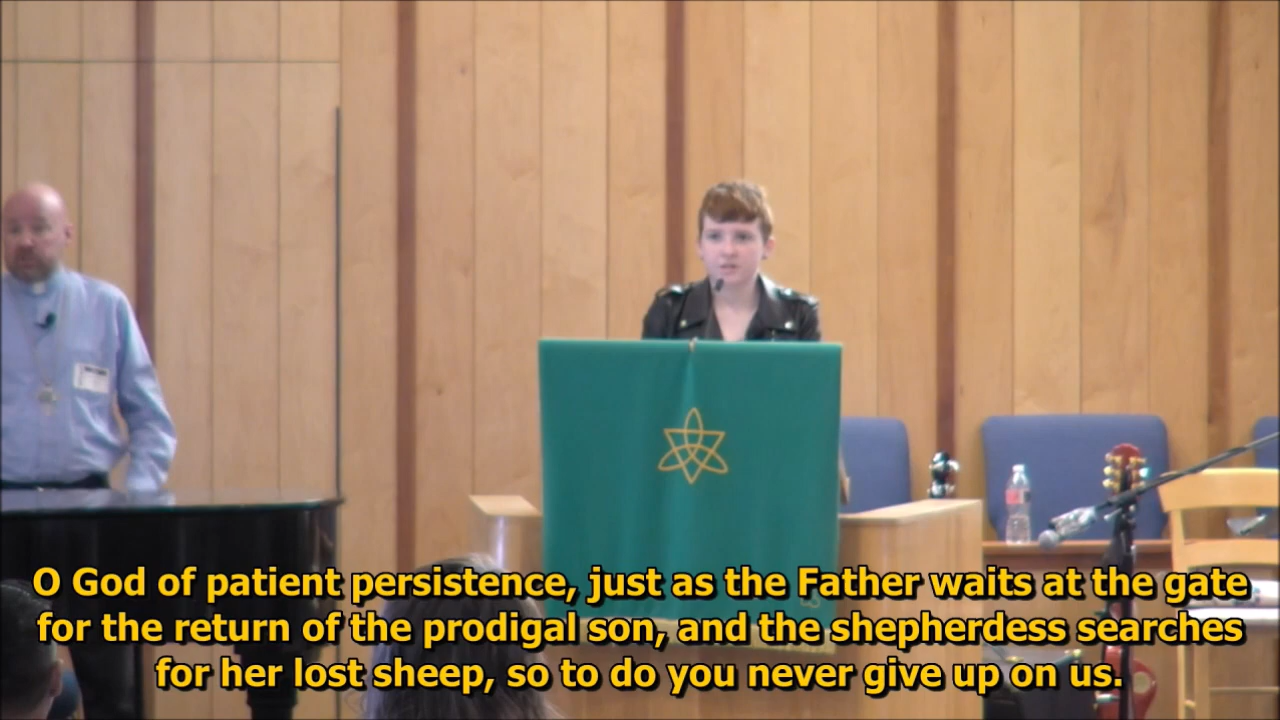 O God of patient persistence, just as the Father waits at the gate
for the return of the prodigal son, and the shepherdess searches
for her lost sheep, so to do you never give up on us.